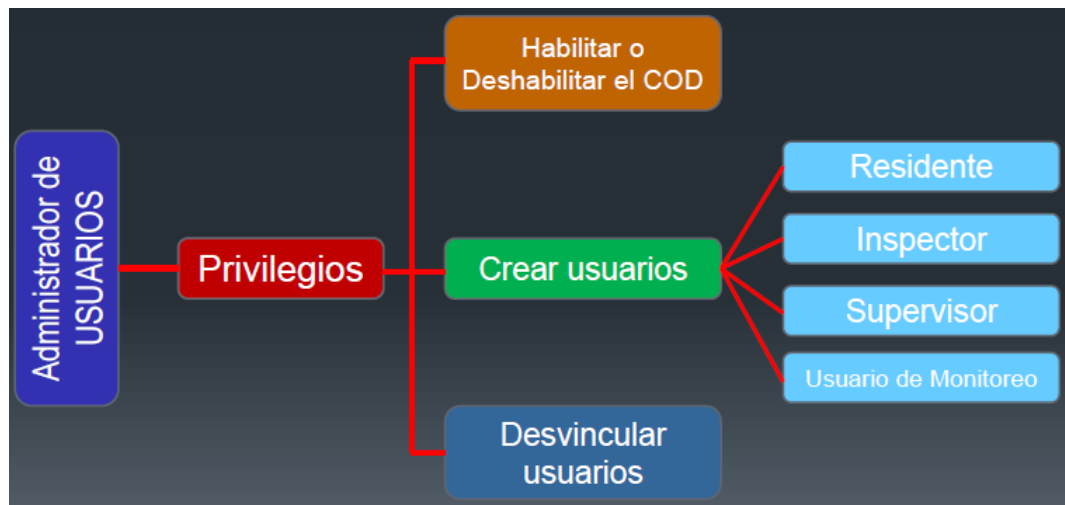 Administrador de
USUARIOS
Privilegios
Habilitar o
Deshabilitar el COD
Crear usuarios
Residente
Inspector
Supervisor
Usuario de Monitoreo
Desvincular
usuarios